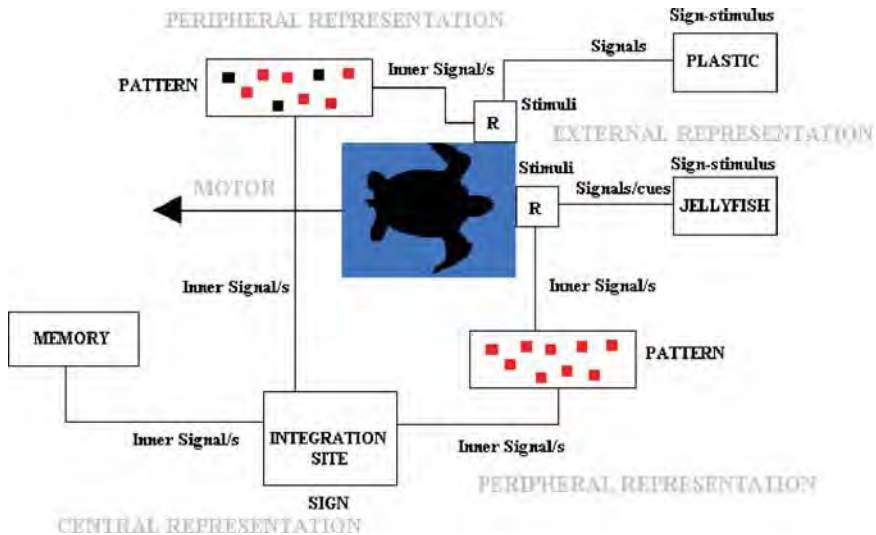 PERIPHERAL REPRESENTATION
Sign-stimulus
Signals
PLASTIC
Inner Signal/s
PATTERN
Stimuli
R
EXTERNAL REPRESENTATION
Stimuli
Sign-stimulus
MOTOR
R
Signals/cues
JELLYFISH
Inner Signal/s
Inner Signal/s
MEMORY
PATTERN
Inner Signal/s
INTEGRATION
SITE
Inner Signal/s
SIGN
PERIPHERAL REPRESENTATION
CENTRAL REPRESENTATION